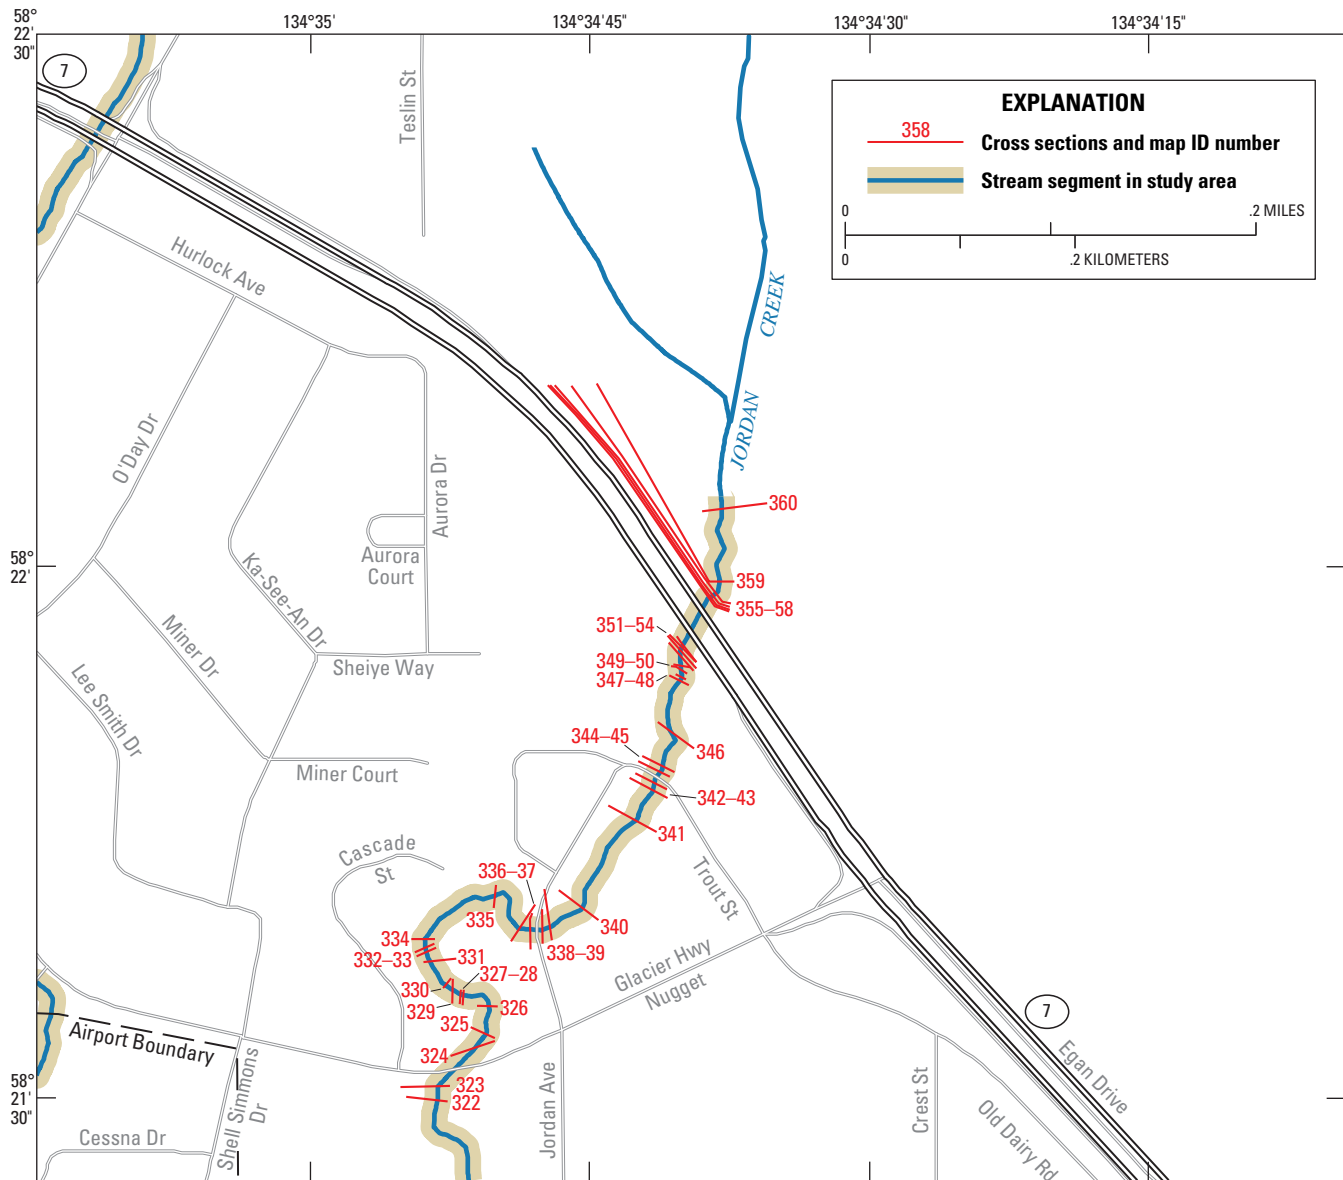 58°
22'
30"
134°35'
134°34'45"
134°34'30"
134°34'15"
7
Teslin St
EXPLANATION
358
Cross sections and map ID number
Stream segment in study area
0
.2 MILES
0
.2 KILOMETERS
Hurlock Ave
CREEK
JORDAN
O'Day Dr
Aurora Dr
360
Aurora
Court
58°
22'
Ka-See-An Dr
359
355–58
Miner Dr
351–54
Sheiye Way
349–50
347–48
Lee Smith Dr
344–45
346
Miner Court
342–43
341
Cascade
St
336–37
Trout St
335
340
334
332–33
331
338–39
327–28
Glacier Hwy
Nugget
330
329
326
325
7
Airport Boundary
324
Egan Drive
58°
21'
30"
323
322
Shell Simmons
Dr
Jordan Ave
Crest St
Old Dairy Rd
Cessna Dr